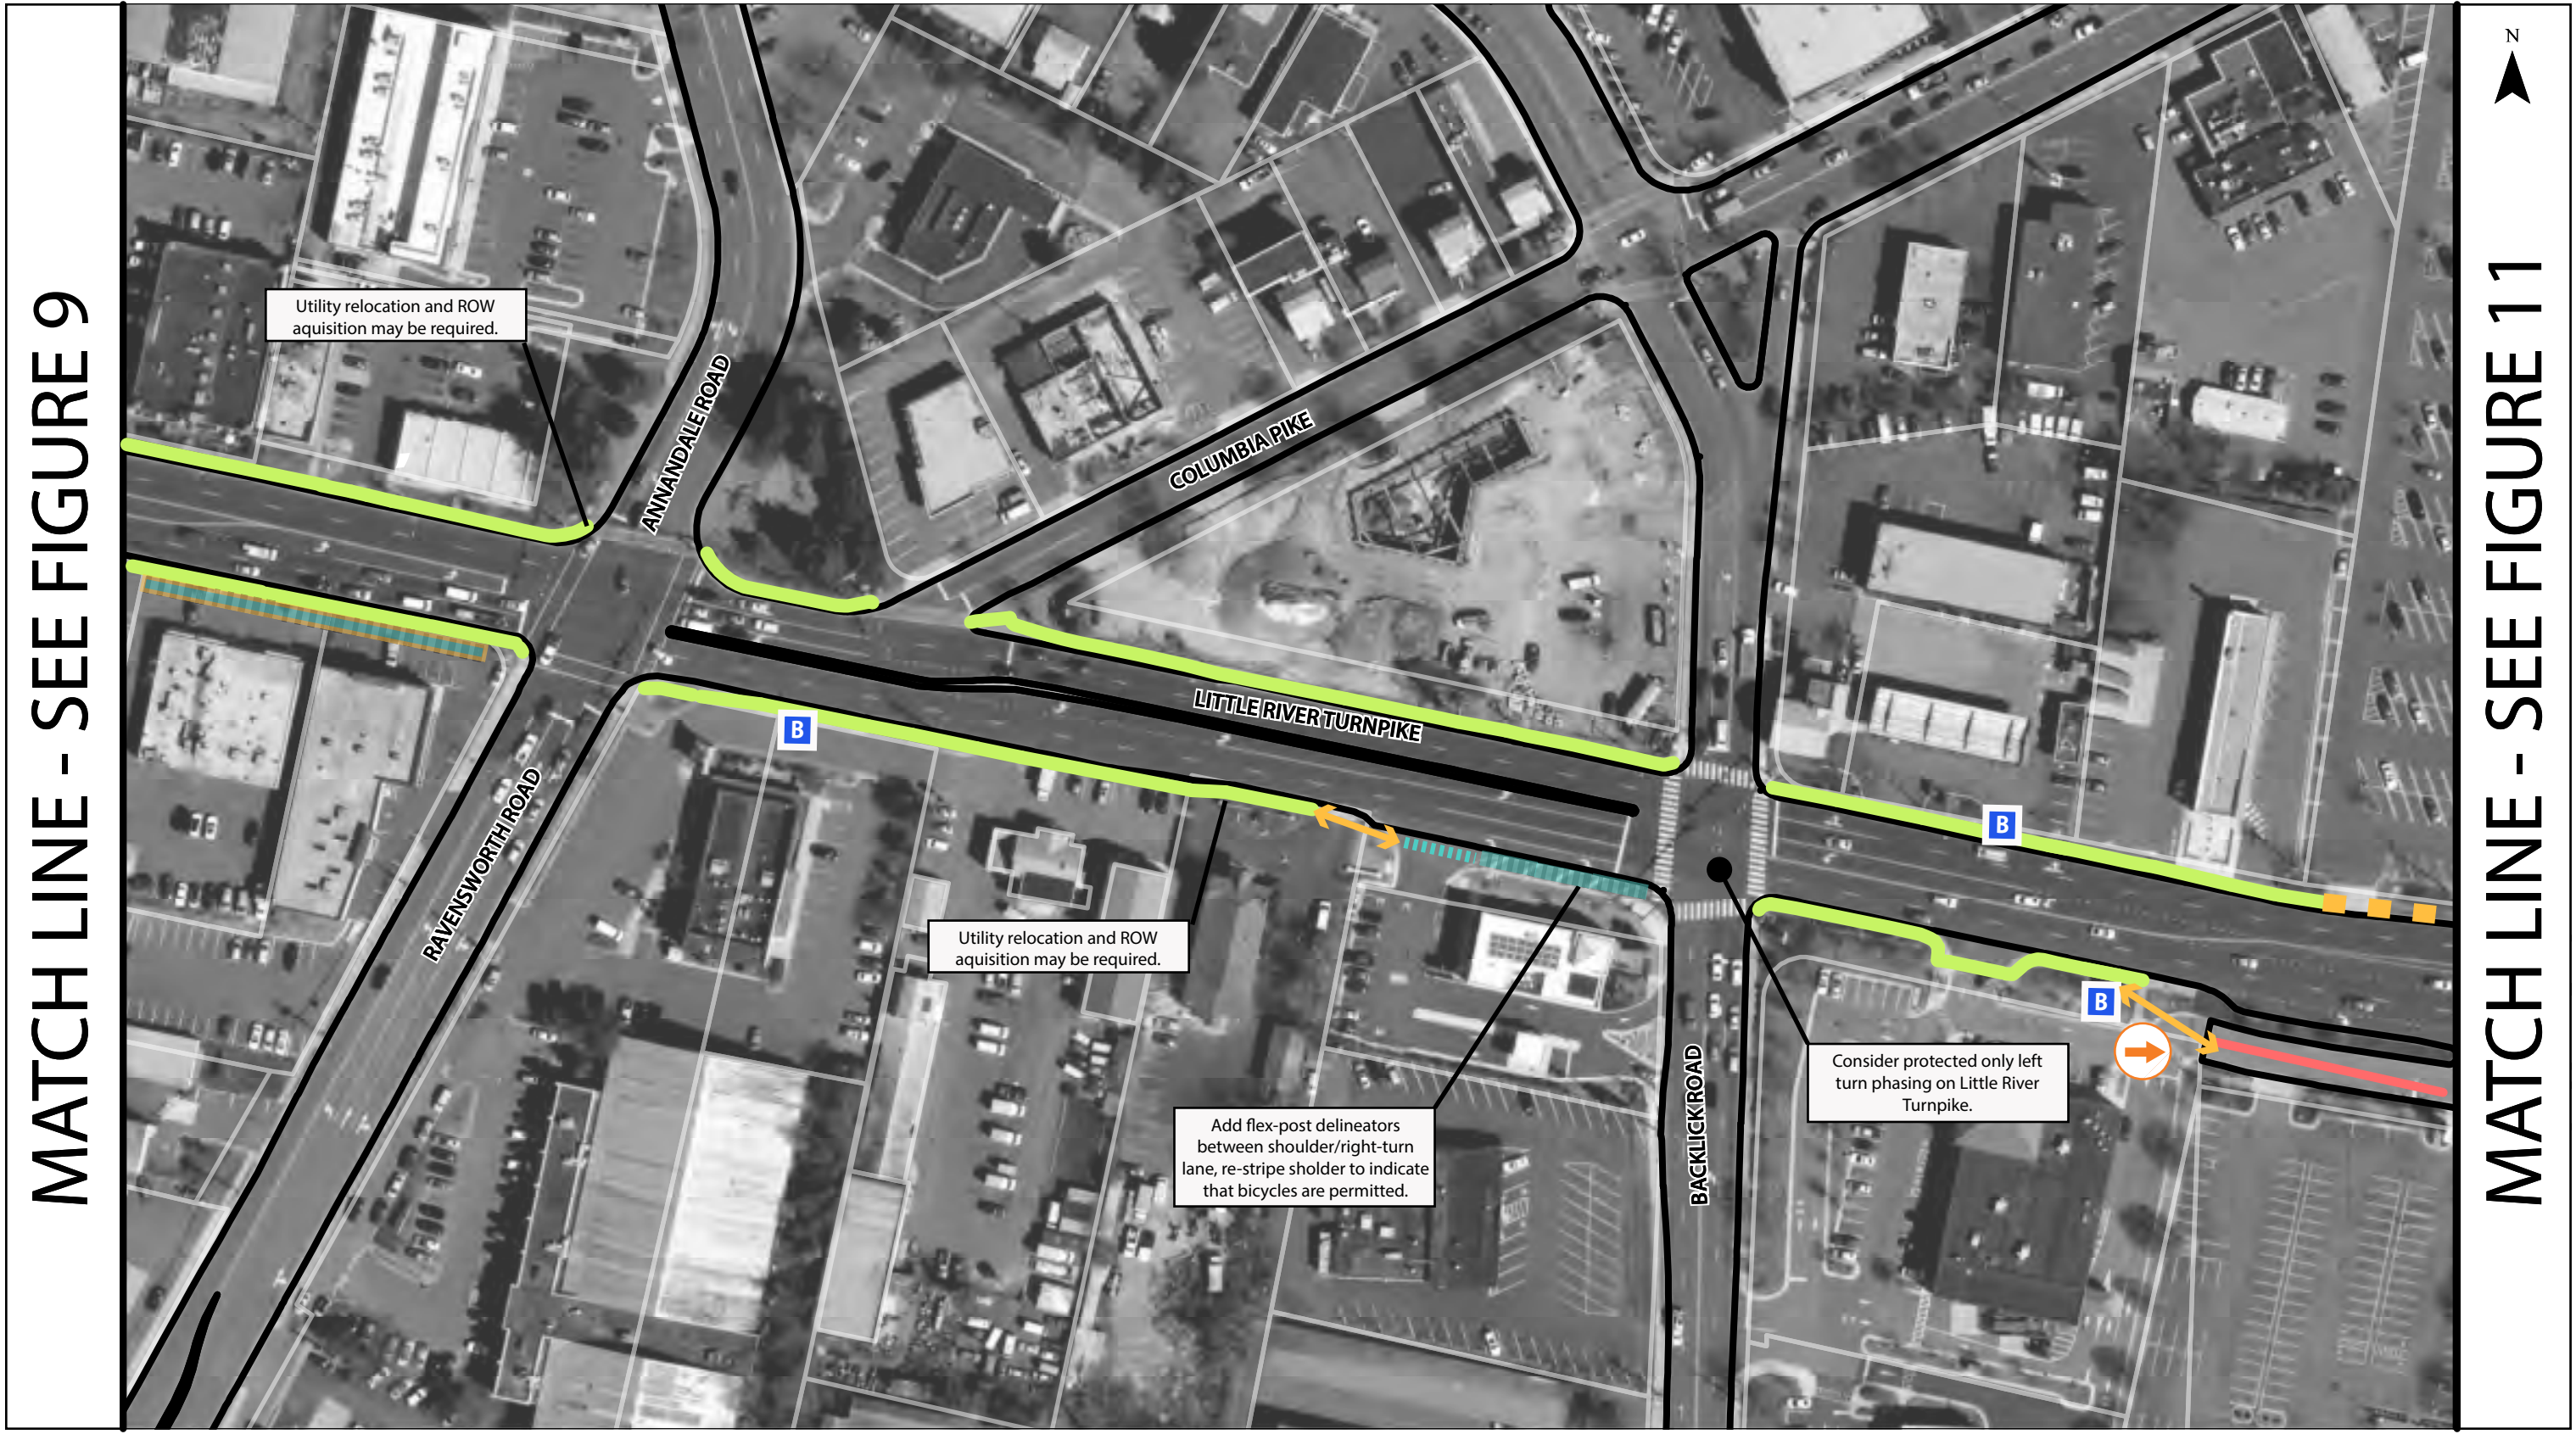 MATCH LINE - SEE FIGURE 9
N
MATCH LINE - SEE FIGURE 11
Utility relocation and ROW
aquisition may be required.
ANNANDALE ROAD
COLUMBIA PIKE
LITTLE RIVER TURNPIKE
B
B
RAVENSWORTH ROAD
Utility relocation and ROW
aquisition may be required.
B
Consider protected only left
turn phasing on Little River
Turnpike.
Add flex-post delineators
between shoulder/right-turn
lane, re-stripe sholder to indicate
that bicycles are permitted.
BACKLICK ROAD